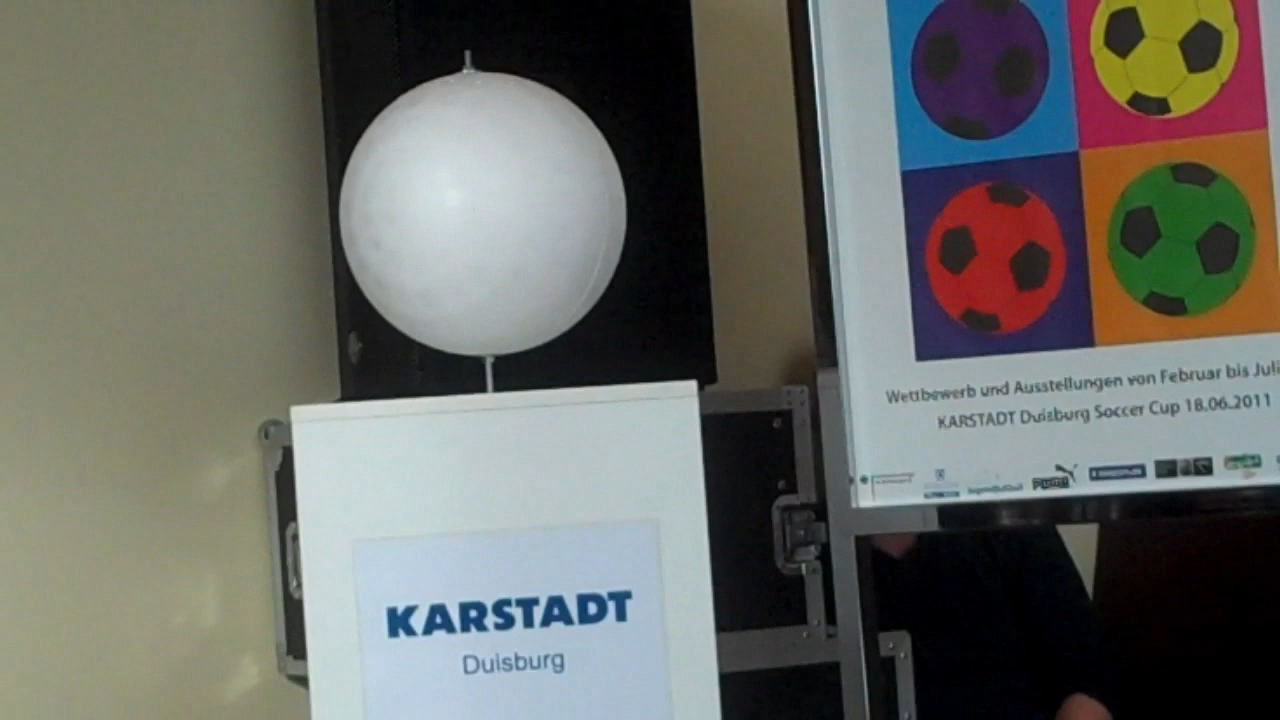 KARSTADT
Duisburg
Wettbewerb und Ausstellungen von Februar bis Juli
KARSTADT Duisburg Soccer Cup 18.06.2011
PUMA